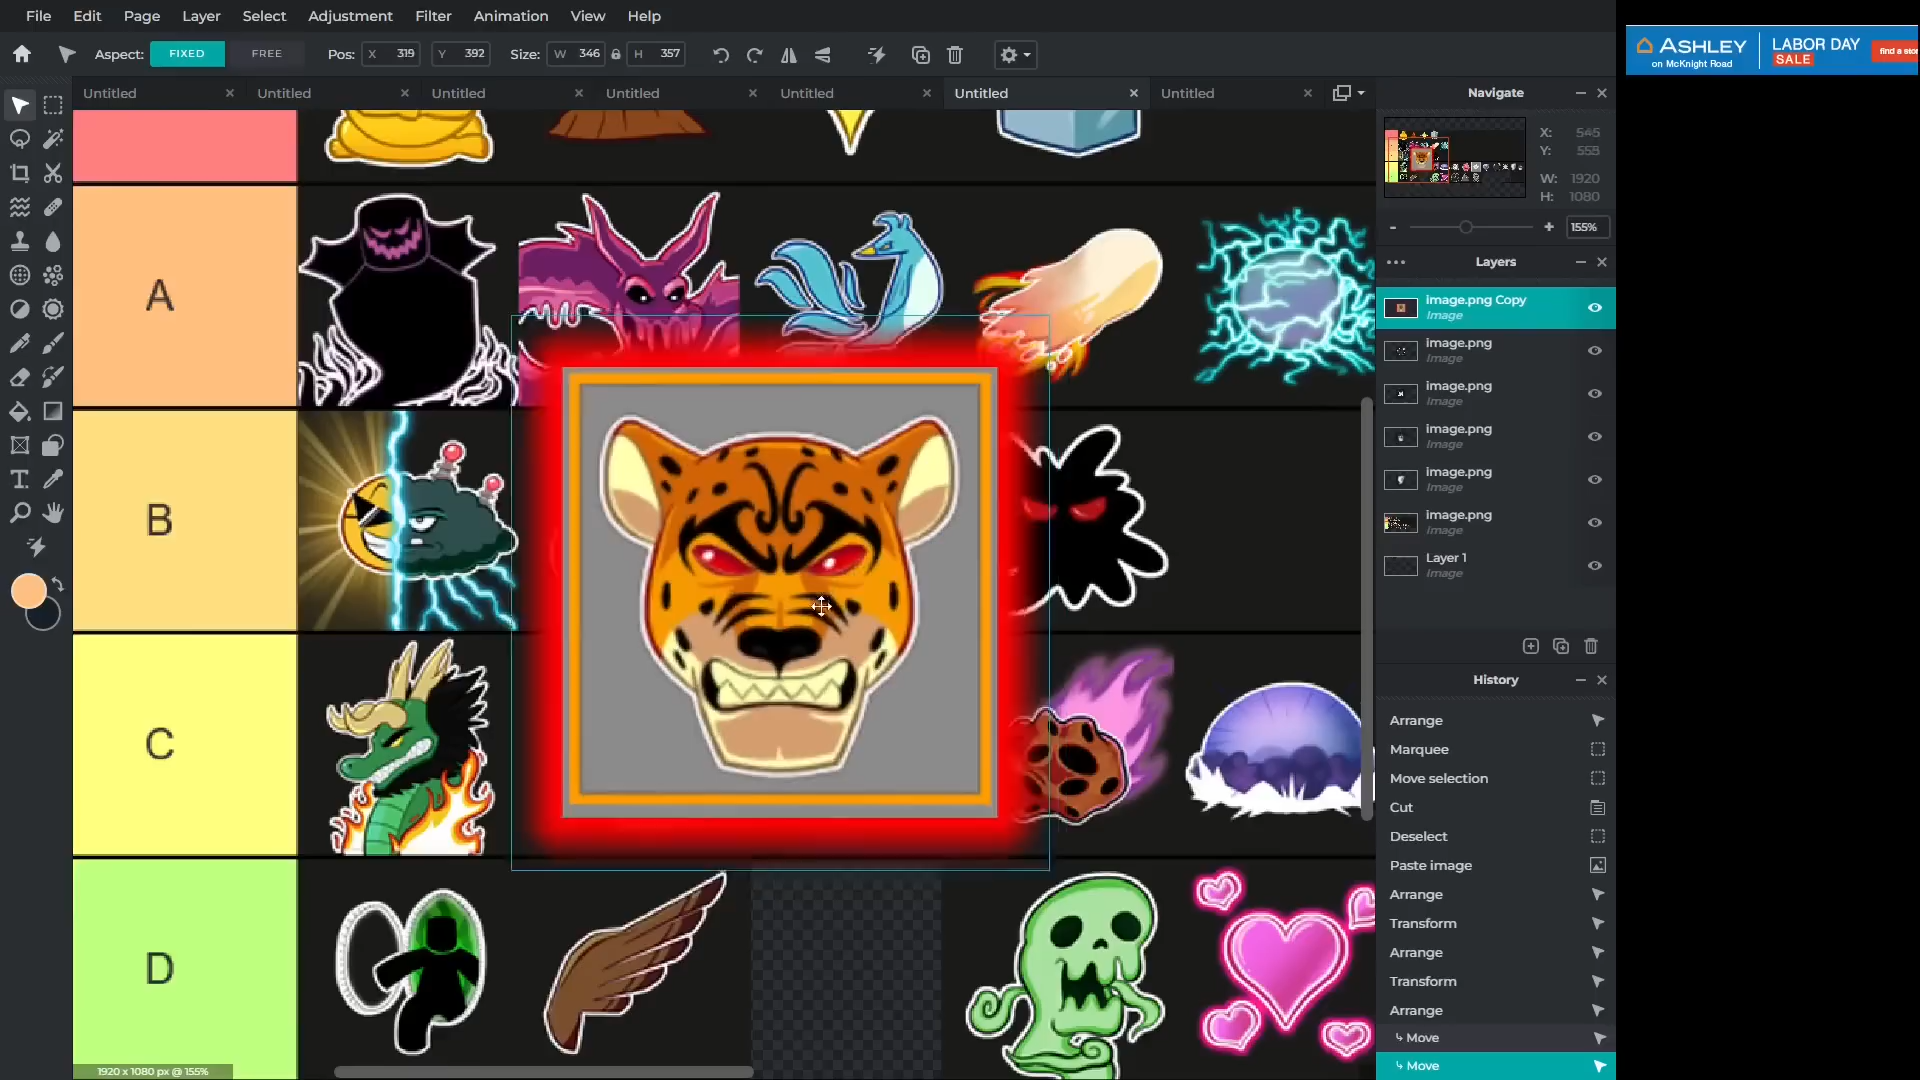 File Edit Page Layer Select Adjustment Filter Animation View Help
Aspect: FIXED FREE Pos: X 319 Y 392 Size: W 346 H 357
Untitled Untitled Untitled Untitled Untitled Untitled Untitled
ASHLEY
on McKnight Road
LABOR DAY
SALE
find a stor
Navigate
X: 545
Y: 555
W: 1920
H: 1080
155%
Layers
image.png Copy
Image
image.png
Image
image.png
Image
image.png
Image
image.png
Image
image.png
Image
Layer 1
Image
History
Arrange
Marquee
Move selection
Cut
Deselect
Paste image
Arrange
Transform
Arrange
Transform
Arrange
Move
Move
A
B
C
D
1920 x 1080 px @ 155%